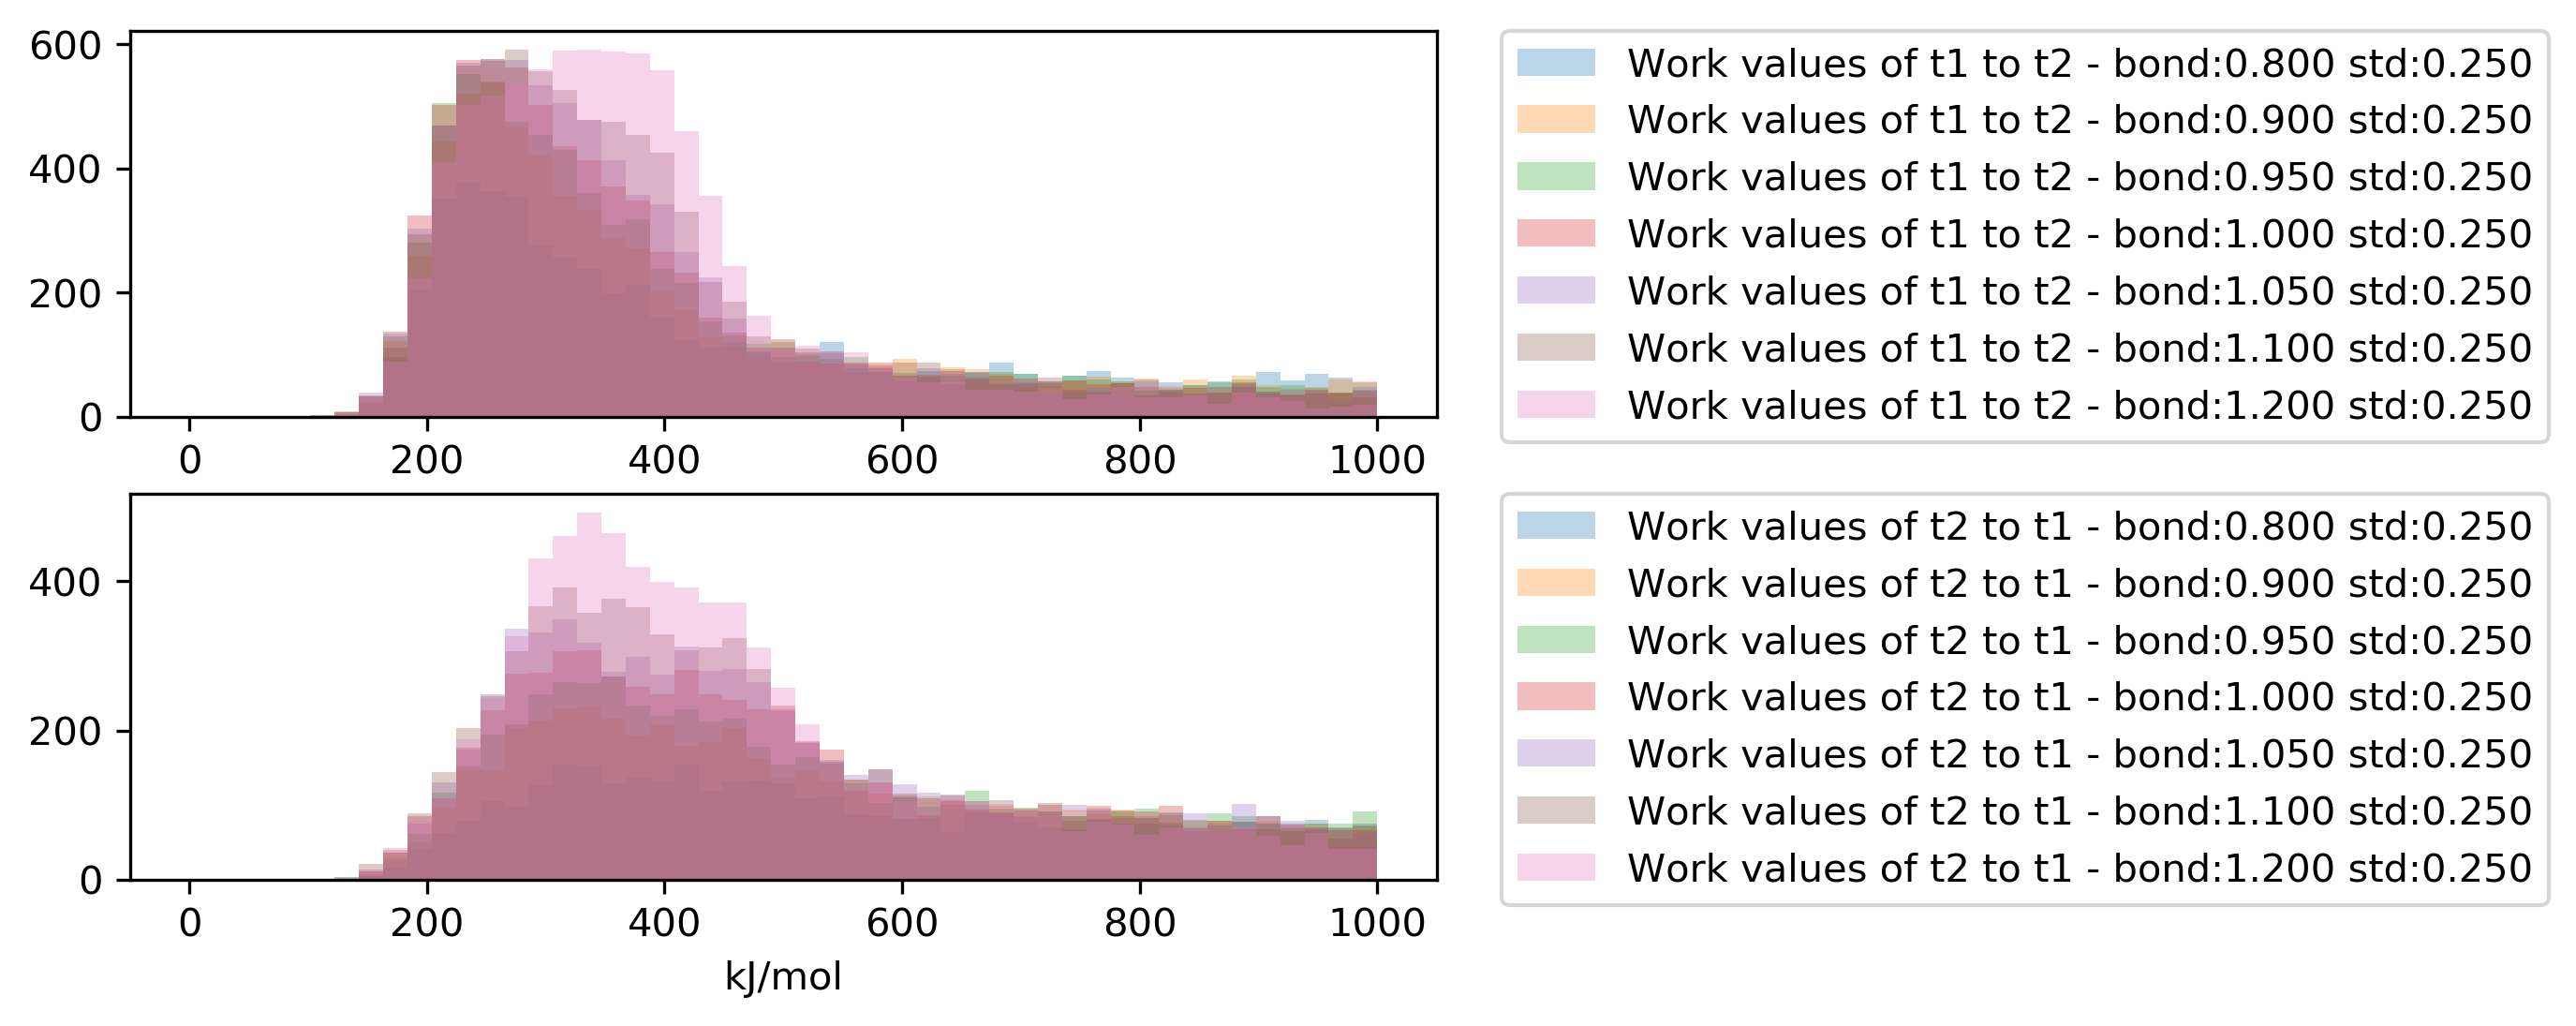 600
400
200
0
0 200 400 600 800 1000
Work values of t1 to t2 - bond:0.800 std:0.250
Work values of t1 to t2 - bond:0.900 std:0.250
Work values of t1 to t2 - bond:0.950 std:0.250
Work values of t1 to t2 - bond:1.000 std:0.250
Work values of t1 to t2 - bond:1.050 std:0.250
Work values of t1 to t2 - bond:1.100 std:0.250
Work values of t1 to t2 - bond:1.200 std:0.250
400
200
0
0 200 400 600 800 1000
kJ/mol
Work values of t2 to t1 - bond:0.800 std:0.250
Work values of t2 to t1 - bond:0.900 std:0.250
Work values of t2 to t1 - bond:0.950 std:0.250
Work values of t2 to t1 - bond:1.000 std:0.250
Work values of t2 to t1 - bond:1.050 std:0.250
Work values of t2 to t1 - bond:1.100 std:0.250
Work values of t2 to t1 - bond:1.200 std:0.250